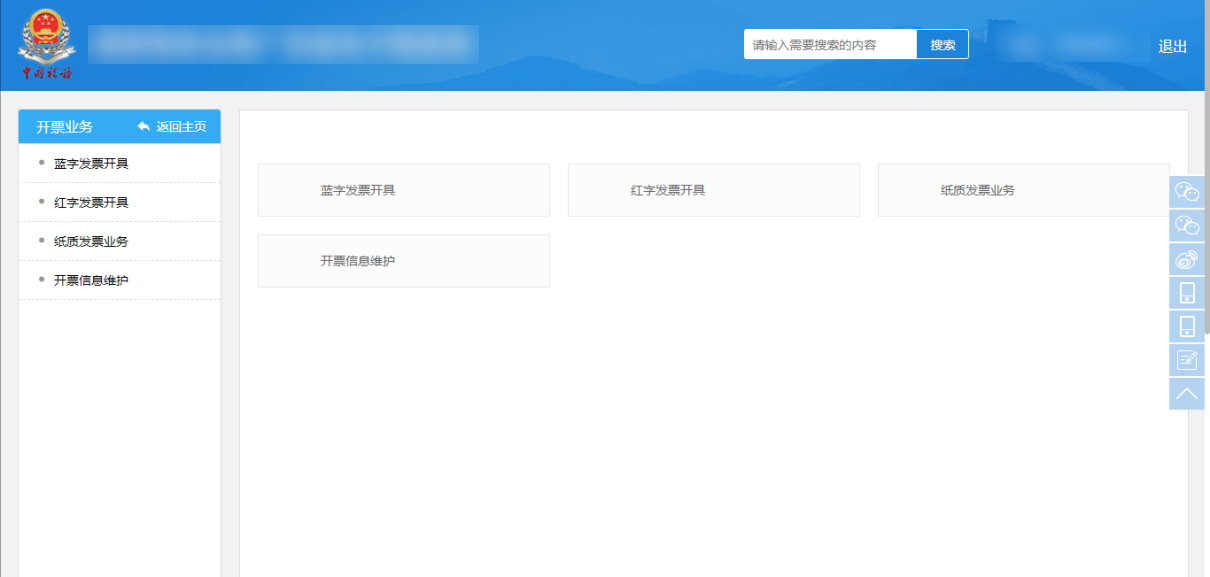 中国税务
请输入需要搜索的内容
搜索
退出
开票业务
返回主页
蓝字发票开具
红字发票开具
纸质发票业务
开票信息维护
蓝字发票开具
红字发票开具
纸质发票业务
开票信息维护